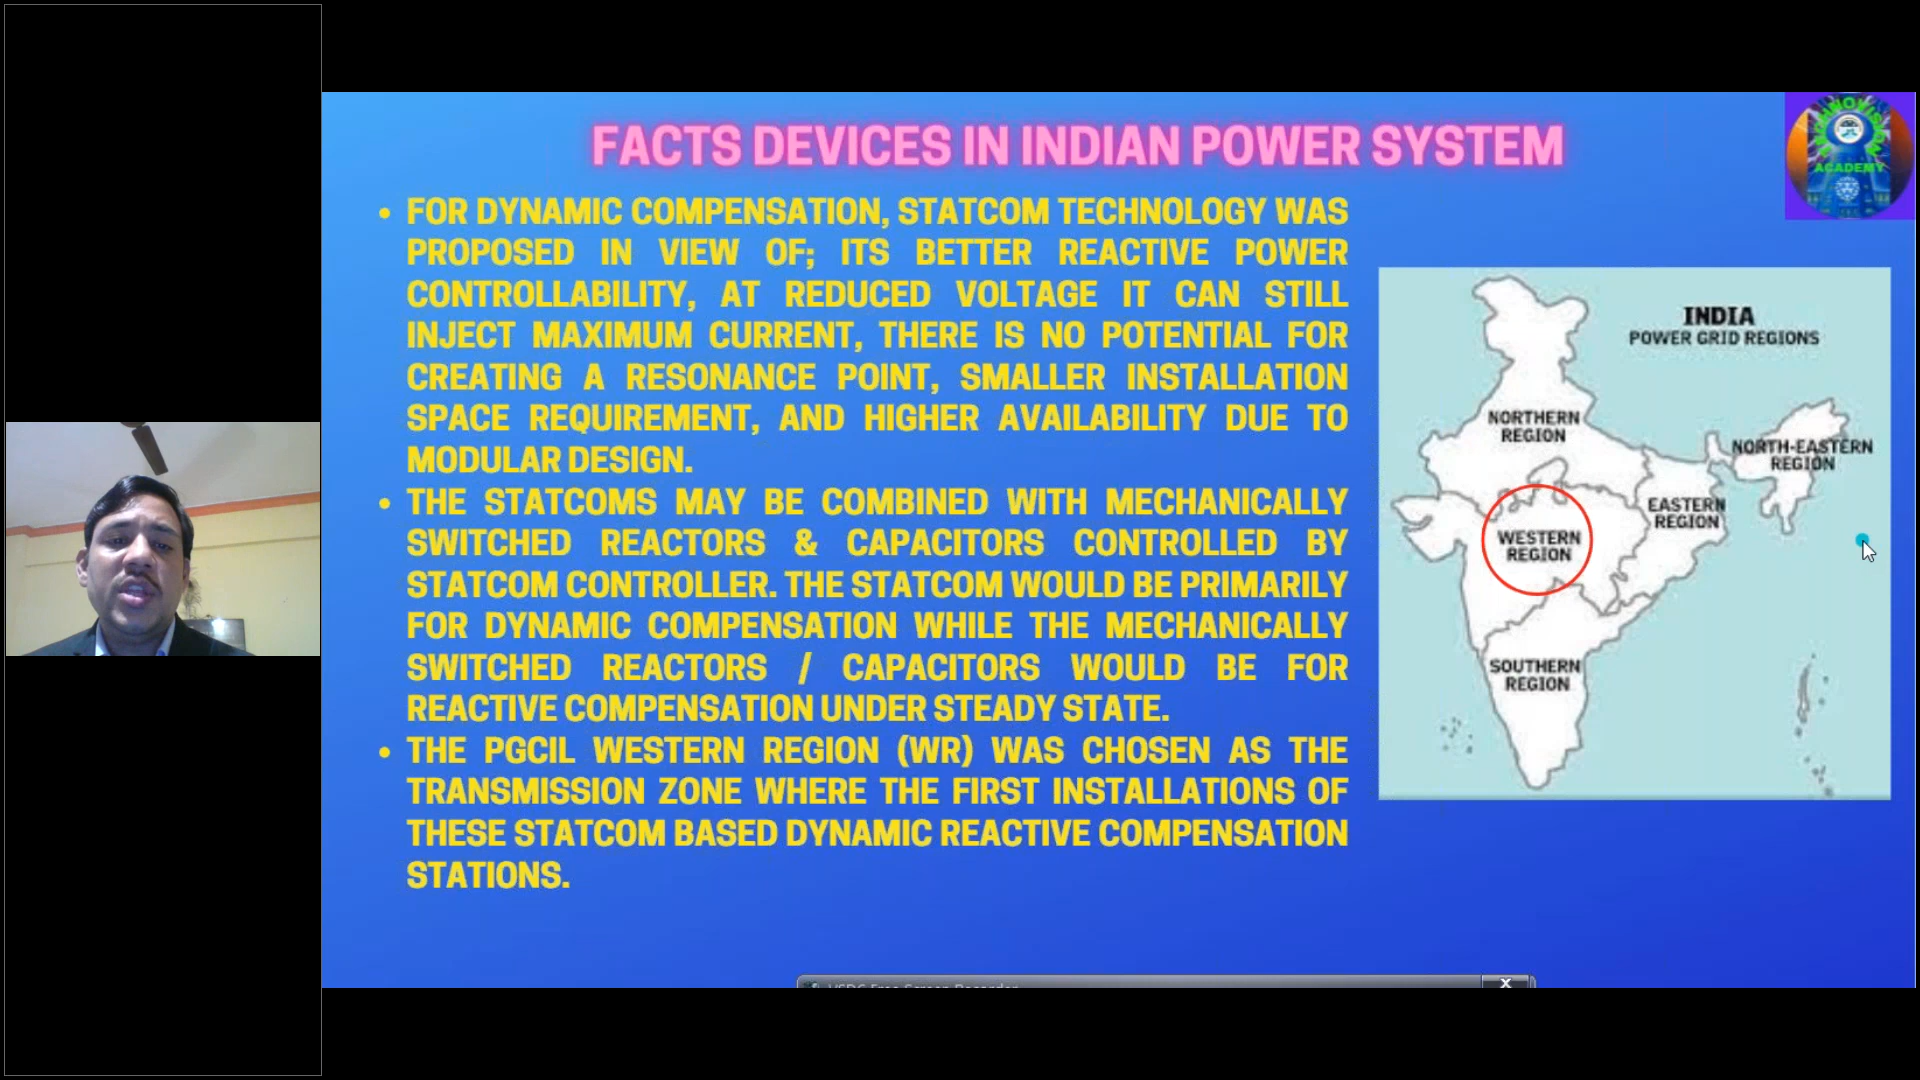 FACTS DEVICES IN INDIAN POWER SYSTEM
ACADEMY
• FOR DYNAMIC COMPENSATION, STATCOM TECHNOLOGY WAS
PROPOSED IN VIEW OF; ITS BETTER REACTIVE POWER
CONTROLLABILITY, AT REDUCED VOLTAGE IT CAN STILL
INJECT MAXIMUM CURRENT, THERE IS NO POTENTIAL FOR
CREATING A RESONANCE POINT, SMALLER INSTALLATION
SPACE REQUIREMENT, AND HIGHER AVAILABILITY DUE TO
MODULAR DESIGN.
• THE STATCOMS MAY BE COMBINED WITH MECHANICALLY
SWITCHED REACTORS & CAPACITORS CONTROLLED BY
STATCOM CONTROLLER. THE STATCOM WOULD BE PRIMARILY
FOR DYNAMIC COMPENSATION WHILE THE MECHANICALLY
SWITCHED REACTORS / CAPACITORS WOULD BE FOR
REACTIVE COMPENSATION UNDER STEADY STATE.
• THE PGCIL WESTERN REGION (WR) WAS CHOSEN AS THE
TRANSMISSION ZONE WHERE THE FIRST INSTALLATIONS OF
THESE STATCOM BASED DYNAMIC REACTIVE COMPENSATION
STATIONS.
INDIA
POWER GRID REGIONS
NORTHERN
REGION
NORTH-EASTERN
REGION
EASTERN
REGION
WESTERN
REGION
SOUTHERN
REGION
VSDC Free Screen Recorder